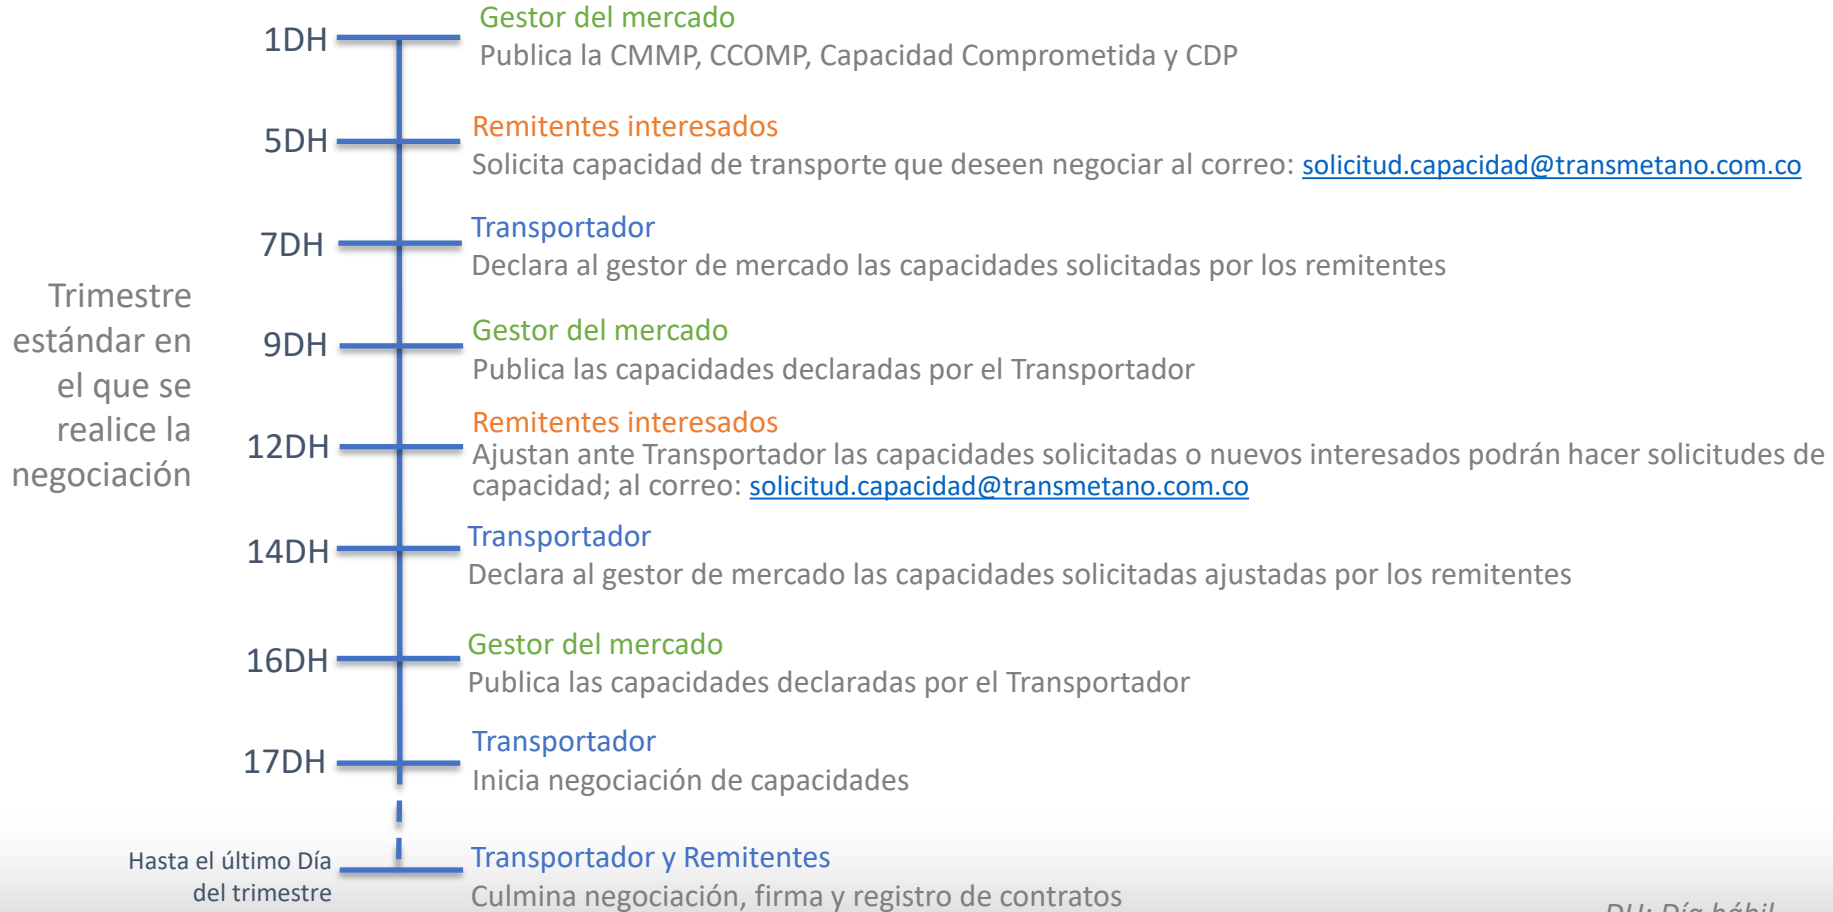 Trimestre
estándar en
el que se
realice la
negociación
1DH
Gestor del mercado
Publica la CMMP, CCOMP, Capacidad Comprometida y CDP
5DH
Remitentes interesados
Solicita capacidad de transporte que deseen negociar al correo: solicitud.capacidad@transmetano.com.co
7DH
Transportador
Declara al gestor de mercado las capacidades solicitadas por los remitentes
9DH
Gestor del mercado
Publica las capacidades declaradas por el Transportador
12DH
Remitentes interesados
Ajustan ante Transportador las capacidades solicitadas o nuevos interesados podrán hacer solicitudes de
capacidad; al correo: solicitud.capacidad@transmetano.com.co
14DH
Transportador
Declara al gestor de mercado las capacidades solicitadas ajustadas por los remitentes
16DH
Gestor del mercado
Publica las capacidades declaradas por el Transportador
17DH
Transportador
Inicia negociación de capacidades
Hasta el último Día
del trimestre
Transportador y Remitentes
Culmina negociación, firma y registro de contratos
DH: Día hábil